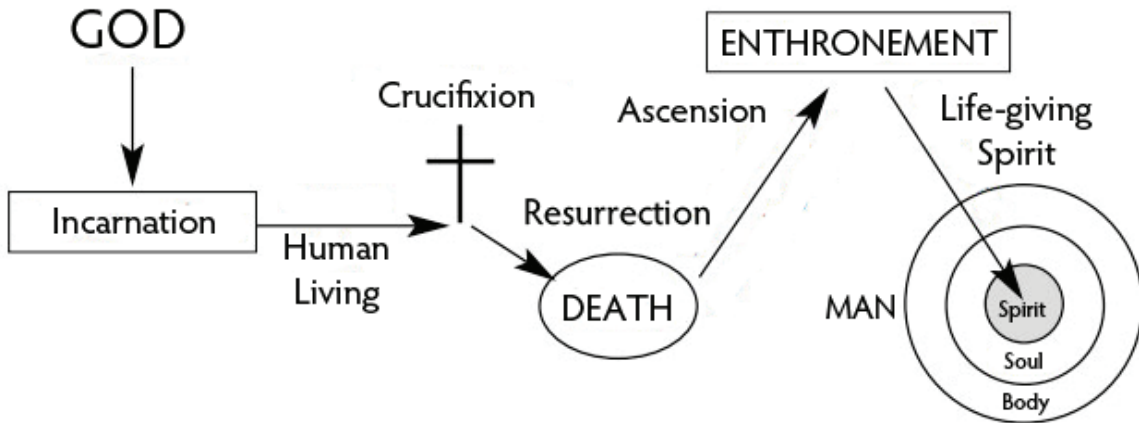 GOD
Incarnation
Human
Living
Crucifixion
Resurrection
DEATH
Ascension
ENTHRONEMENT
Life-giving
Spirit
MAN
Spirit
Soul
Body